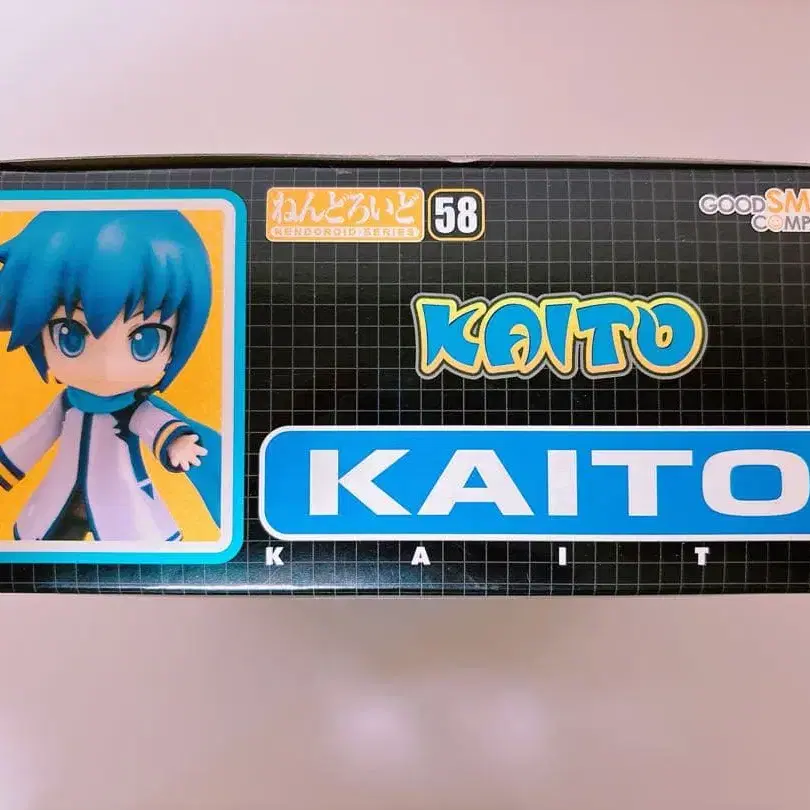 ねんどろいど 58
NENDOROID SERIES
GOOD SM
COMP
KAITO
KAITO
K A I T